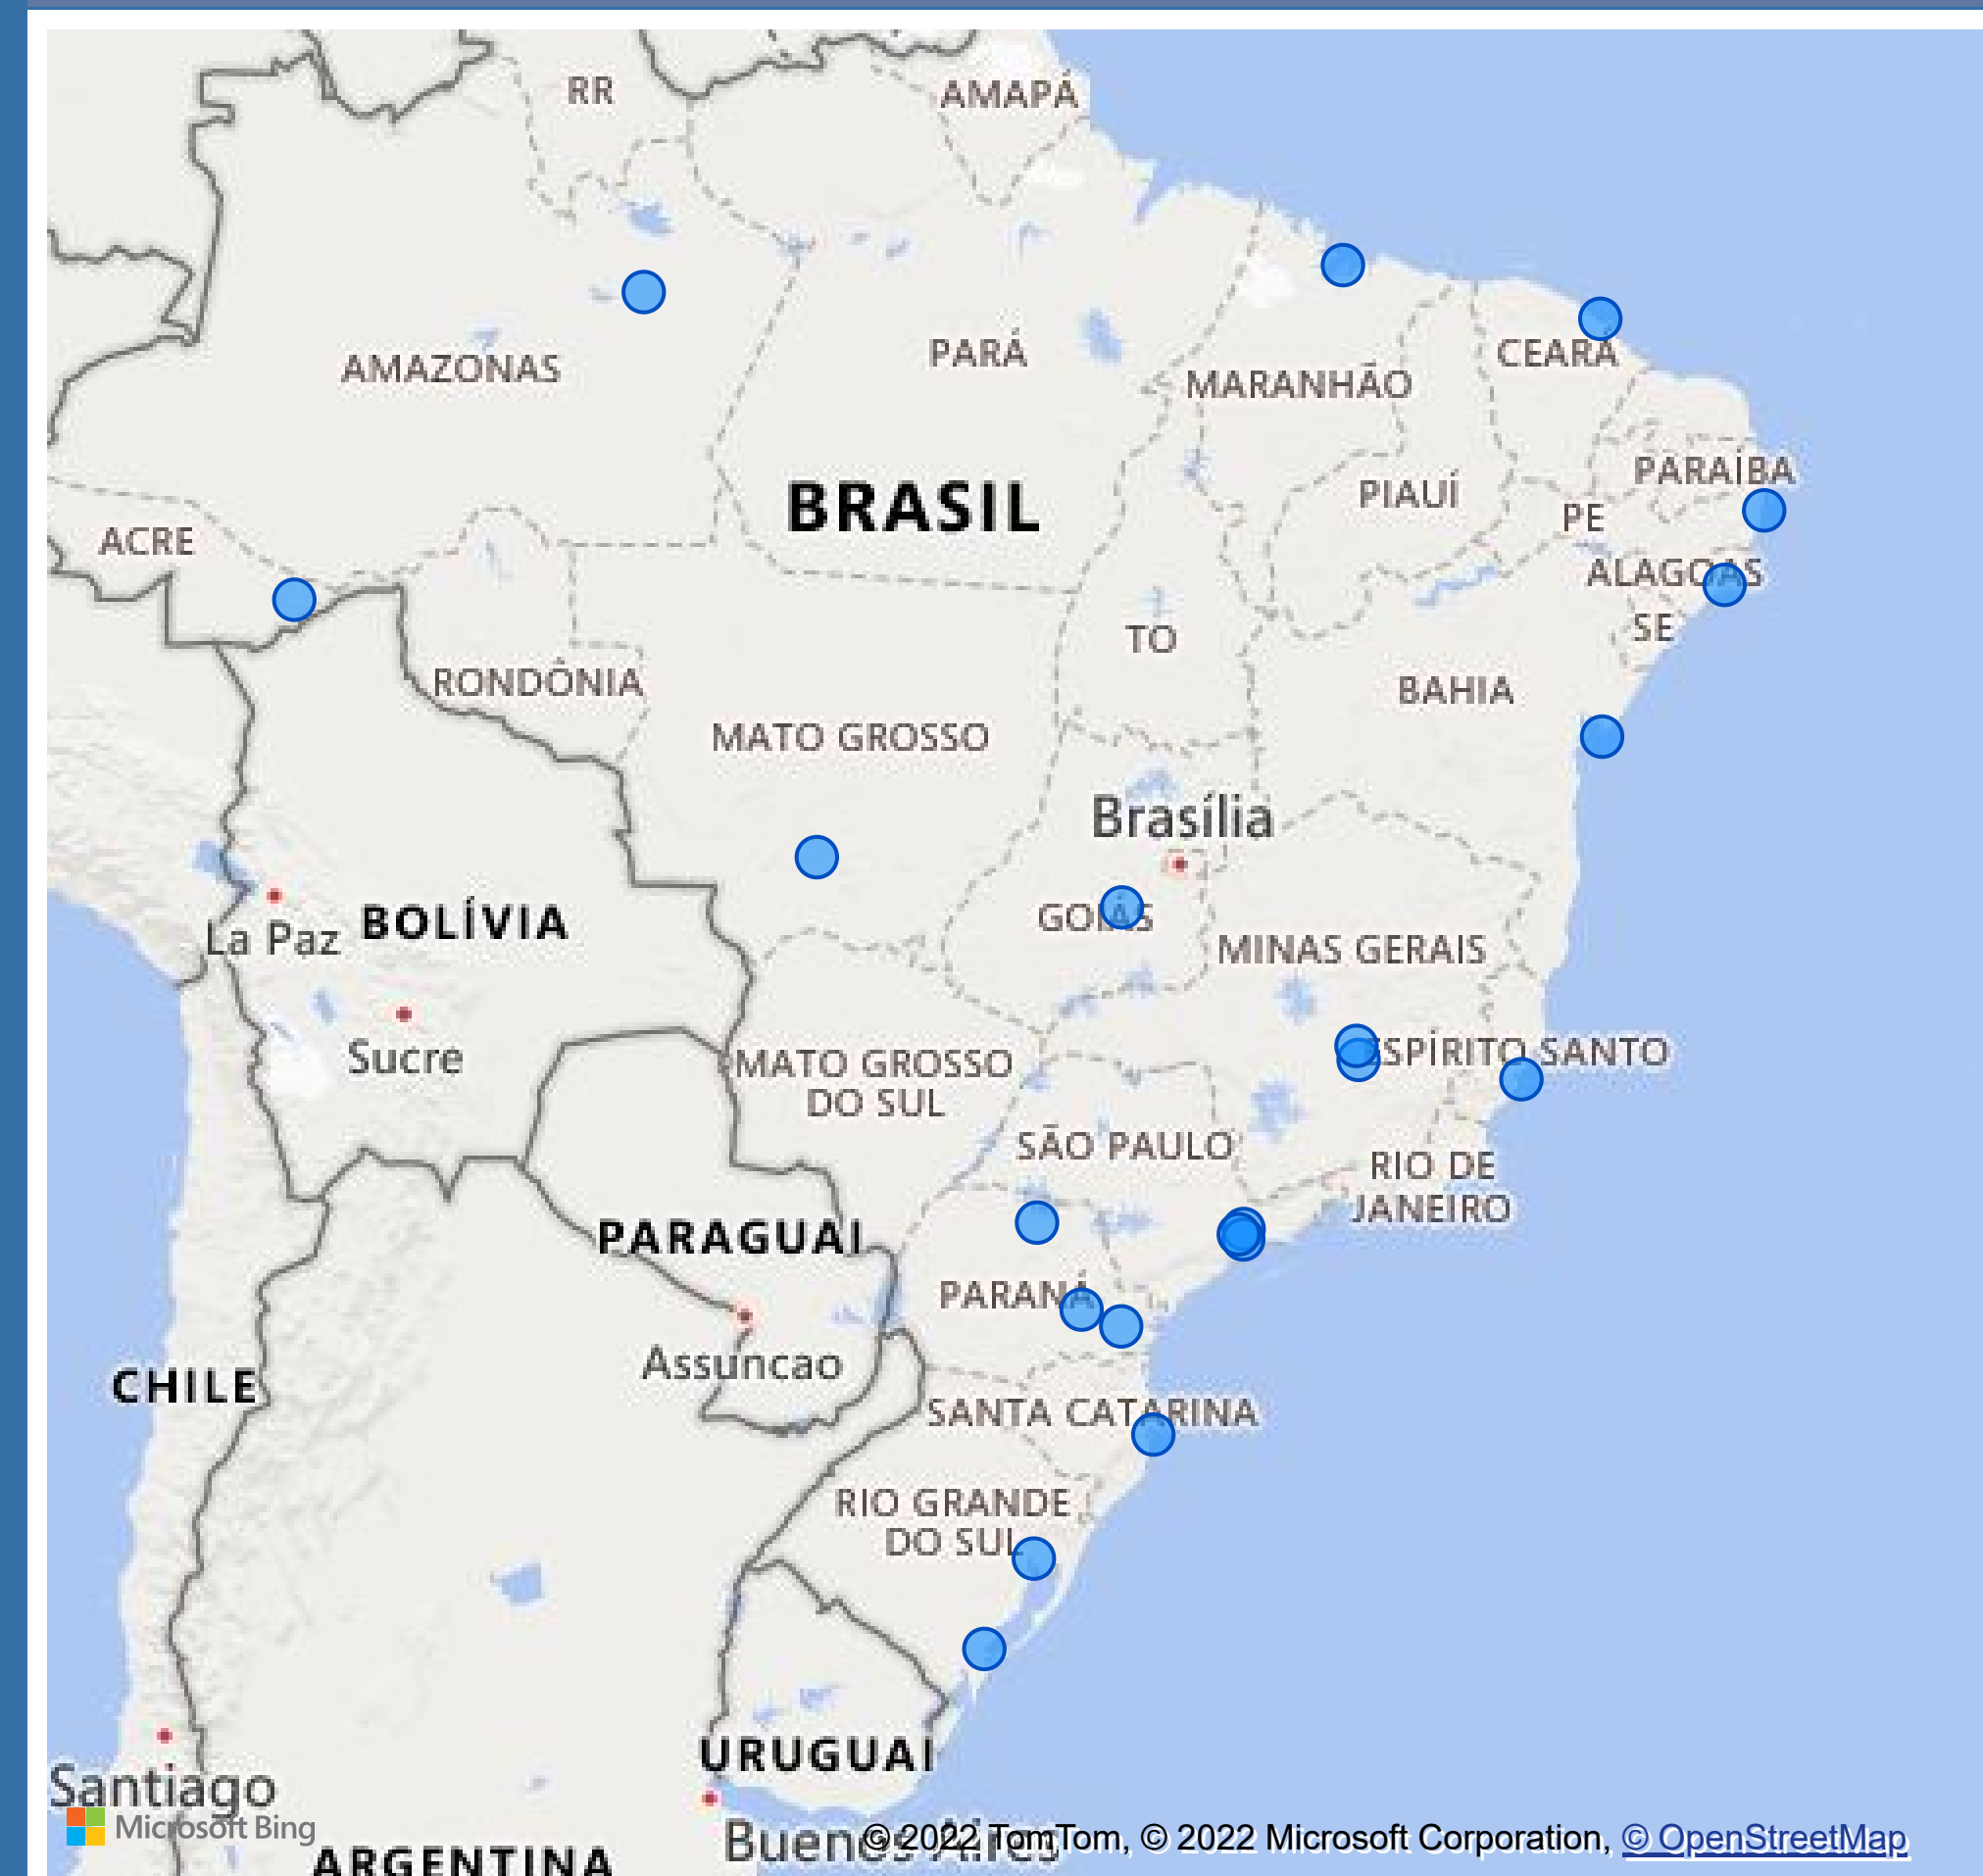 RR
AMAPÁ
AMAZONAS
PARÁ
MARANHÃO
CEARÁ
BRASIL
PIAUÍ
PARAÍBA
PE
ACRE
ALAGOAS
SE
TO
RONDÔNIA
BAHIA
MATO GROSSO
Brasília
La Paz
BOLÍVIA
GOIÁS
MINAS GERAIS
Sucre
MATO GROSSO
DO SUL
ESPÍRITO SANTO
SÃO PAULO
RIO DE
JANEIRO
PARAGUAI
PARANÁ
Assuncao
CHILE
SANTA CATARINA
RIO GRANDE
DO SUL
URUGUAI
Santiago
Microsoft Bing
Buenos Aires
© 2022 TomTom, © 2022 Microsoft Corporation, © OpenStreetMap
ARGENTINA